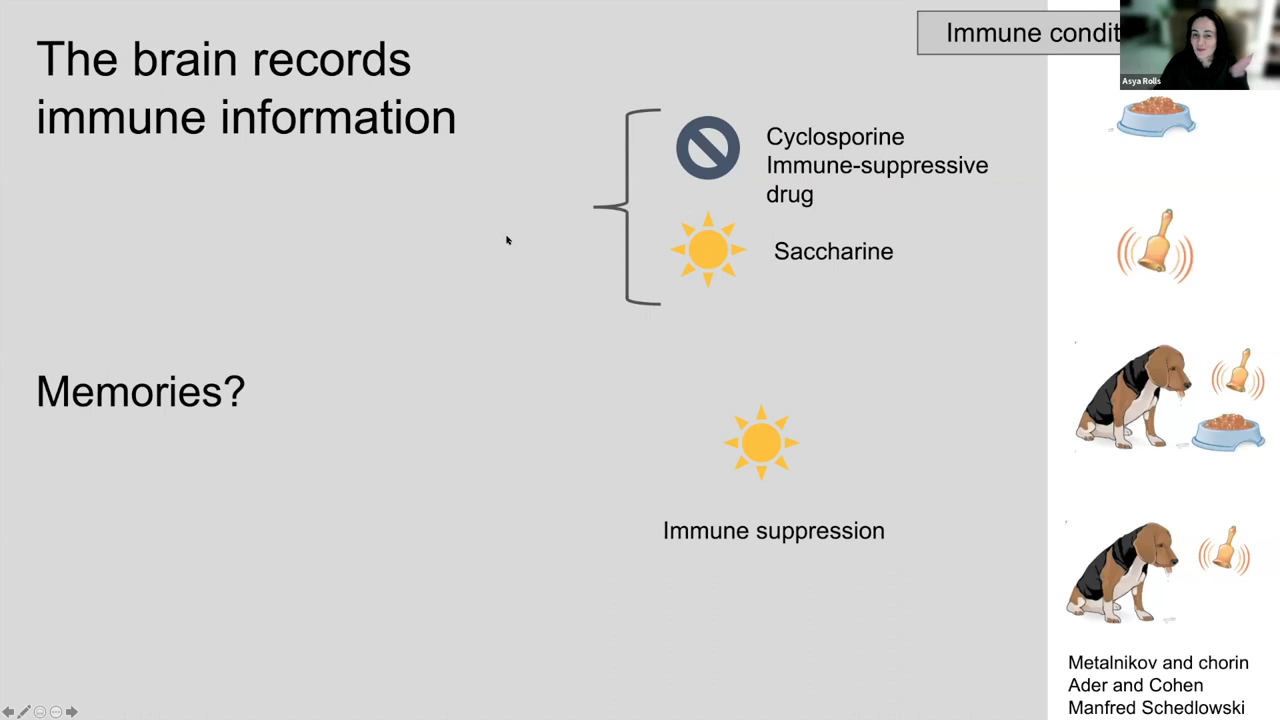 The brain records
immune information
Immune condit
Asya Rolls
Cyclosporine
Immune-suppressive
drug
Saccharine
Memories?
Immune suppression
Metalnikov and chorin
Ader and Cohen
Manfred Schedlowski